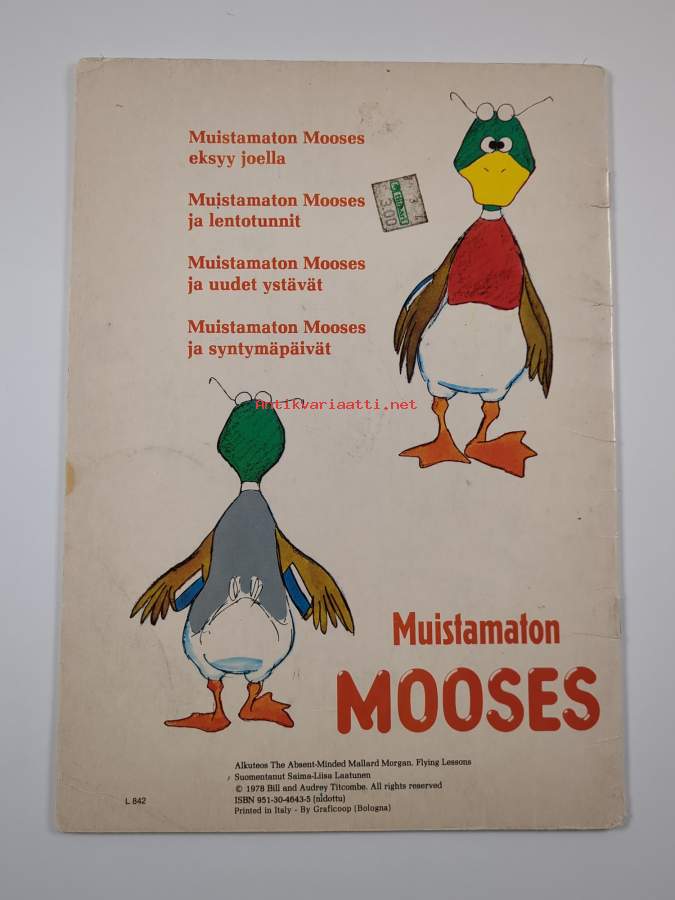 Muistamaton Mooses
eksyy joella
Muistamaton Mooses
ja lentotunnit
Muistamaton Mooses
ja uudet ystävät
Muistamaton Mooses
ja syntymäpäivät
3.00
Antikvariaatti.net
Muistamaton
MOOSES
Alkuteos The Absent-Minded Mallard Morgan. Flying Lessons
Suomentanut Saima-Liisa Laatunen
© 1978 Bill and Audrey Titcombe. All rights reserved
ISBN 951-30-4643-5 (nidottu)
Printed in Italy - By Graficoop (Bologna)
L 842